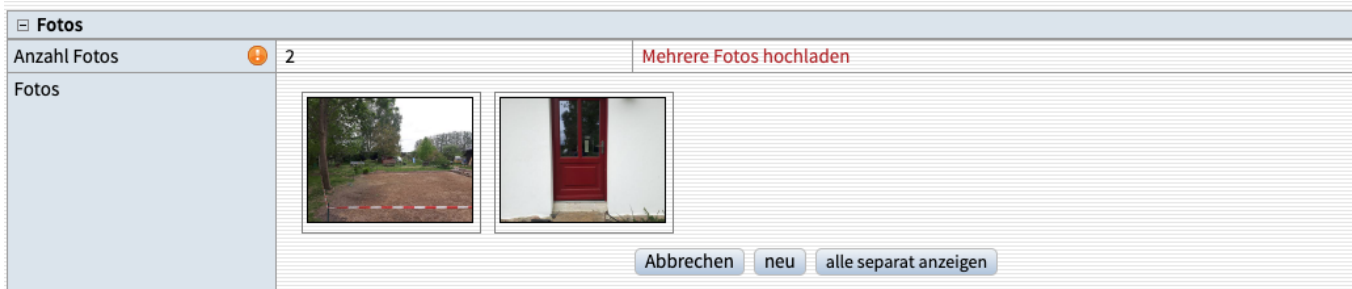 Fotos
Anzahl Fotos 2 Mehrere Fotos hochladen
Fotos
Abbrechen neu alle separat anzeigen